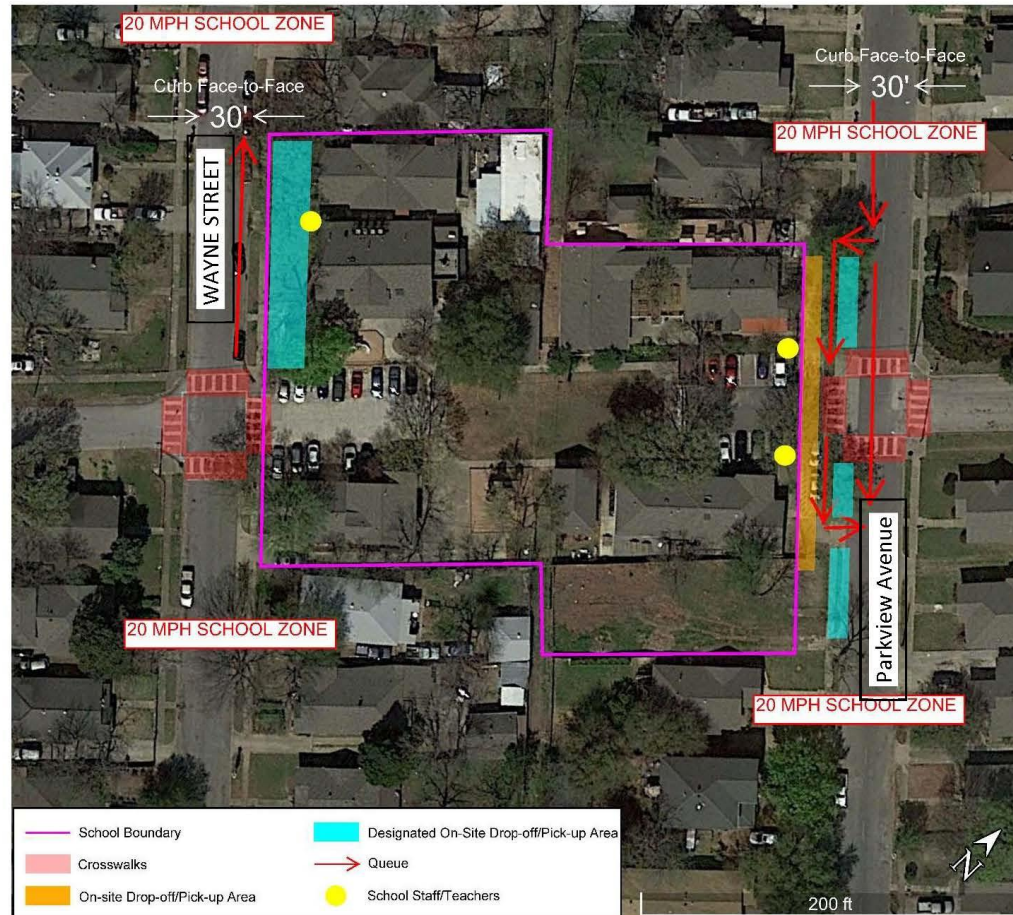 20 MPH SCHOOL ZONE
Curb Face-to-Face
30'
Curb Face-to-Face
30'
20 MPH SCHOOL ZONE
WAYNE STREET
Parkview Avenue
20 MPH SCHOOL ZONE
20 MPH SCHOOL ZONE
School Boundary
Designated On-Site Drop-off/Pick-up Area
Crosswalks
Queue
On-site Drop-off/Pick-up Area
School Staff/Teachers
N
200 ft